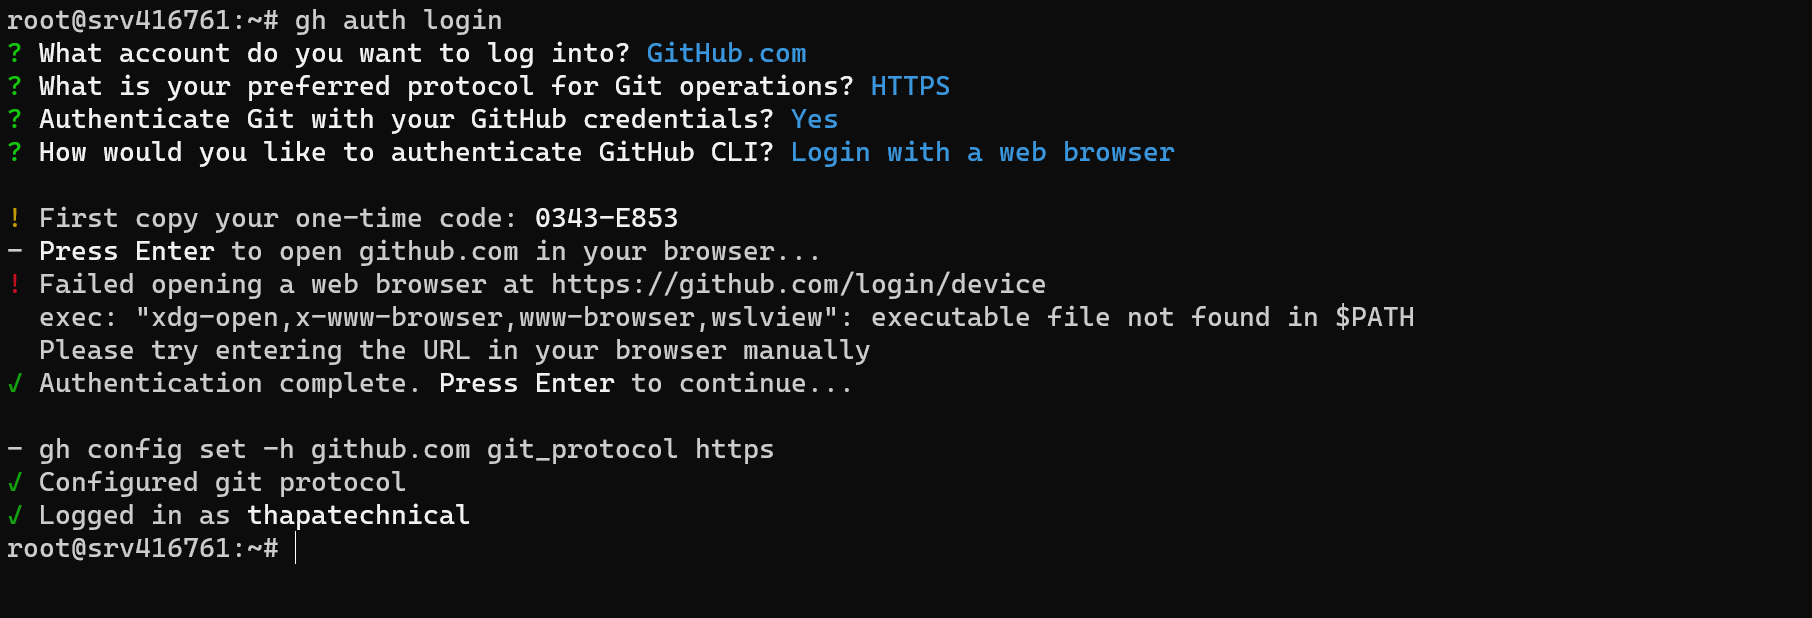 root@srv416761:~# gh auth login
? What account do you want to log into? GitHub.com
? What is your preferred protocol for Git operations? HTTPS
? Authenticate Git with your GitHub credentials? Yes
? How would you like to authenticate GitHub CLI? Login with a web browser
! First copy your one-time code: 0343-E853
- Press Enter to open github.com in your browser...
! Failed opening a web browser at https://github.com/login/device
exec: "xdg-open,x-www-browser,www-browser,wslview": executable file not found in $PATH
Please try entering the URL in your browser manually
✓ Authentication complete. Press Enter to continue...
- gh config set -h github.com git_protocol https
✓ Configured git protocol
✓ Logged in as thapatechnical
root@srv416761:~#